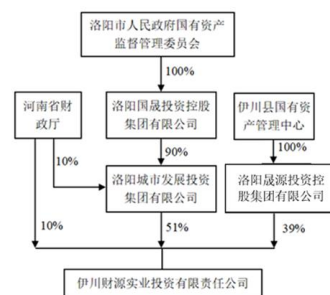 洛阳市人民政府国有资产
监督管理委员会
100%
河南省财
政厅
洛阳国晟投资控股
集团有限公司
伊川县国有资
产管理中心
10%
90%
100%
洛阳城市发展投资
集团有限公司
洛阳晟源投资控
股集团有限公司
10%
51%
39%
伊川财源实业投资有限责任公司